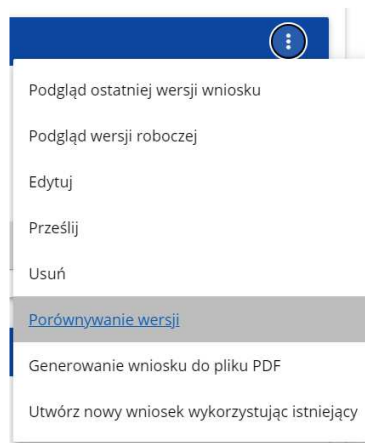 Podgląd ostatniej wersji wniosku
Podgląd wersji roboczej
Edytuj
Prześlij
Usuń
Porównywanie wersji
Generowanie wniosku do pliku PDF
Utwórz nowy wniosek wykorzystując istniejący